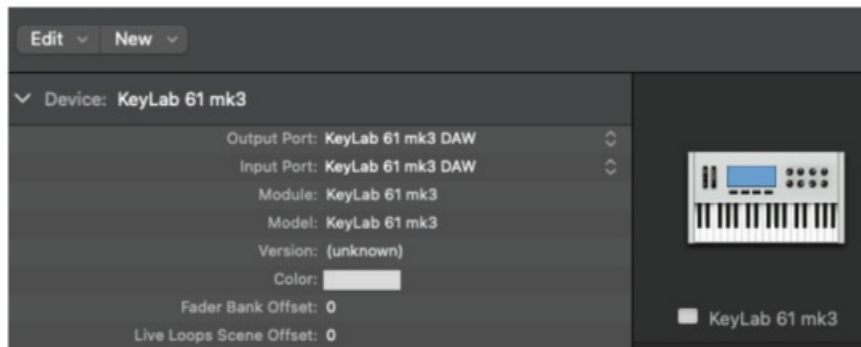 Edit New
Device: KeyLab 61 mk3
Output Port: KeyLab 61 mk3 DAW
Input Port: KeyLab 61 mk3 DAW
Module: KeyLab 61 mk3
Model: KeyLab 61 mk3
Version: (unknown)
Color:
Fader Bank Offset: 0
Live Loops Scene Offset: 0
KeyLab 61 mk3